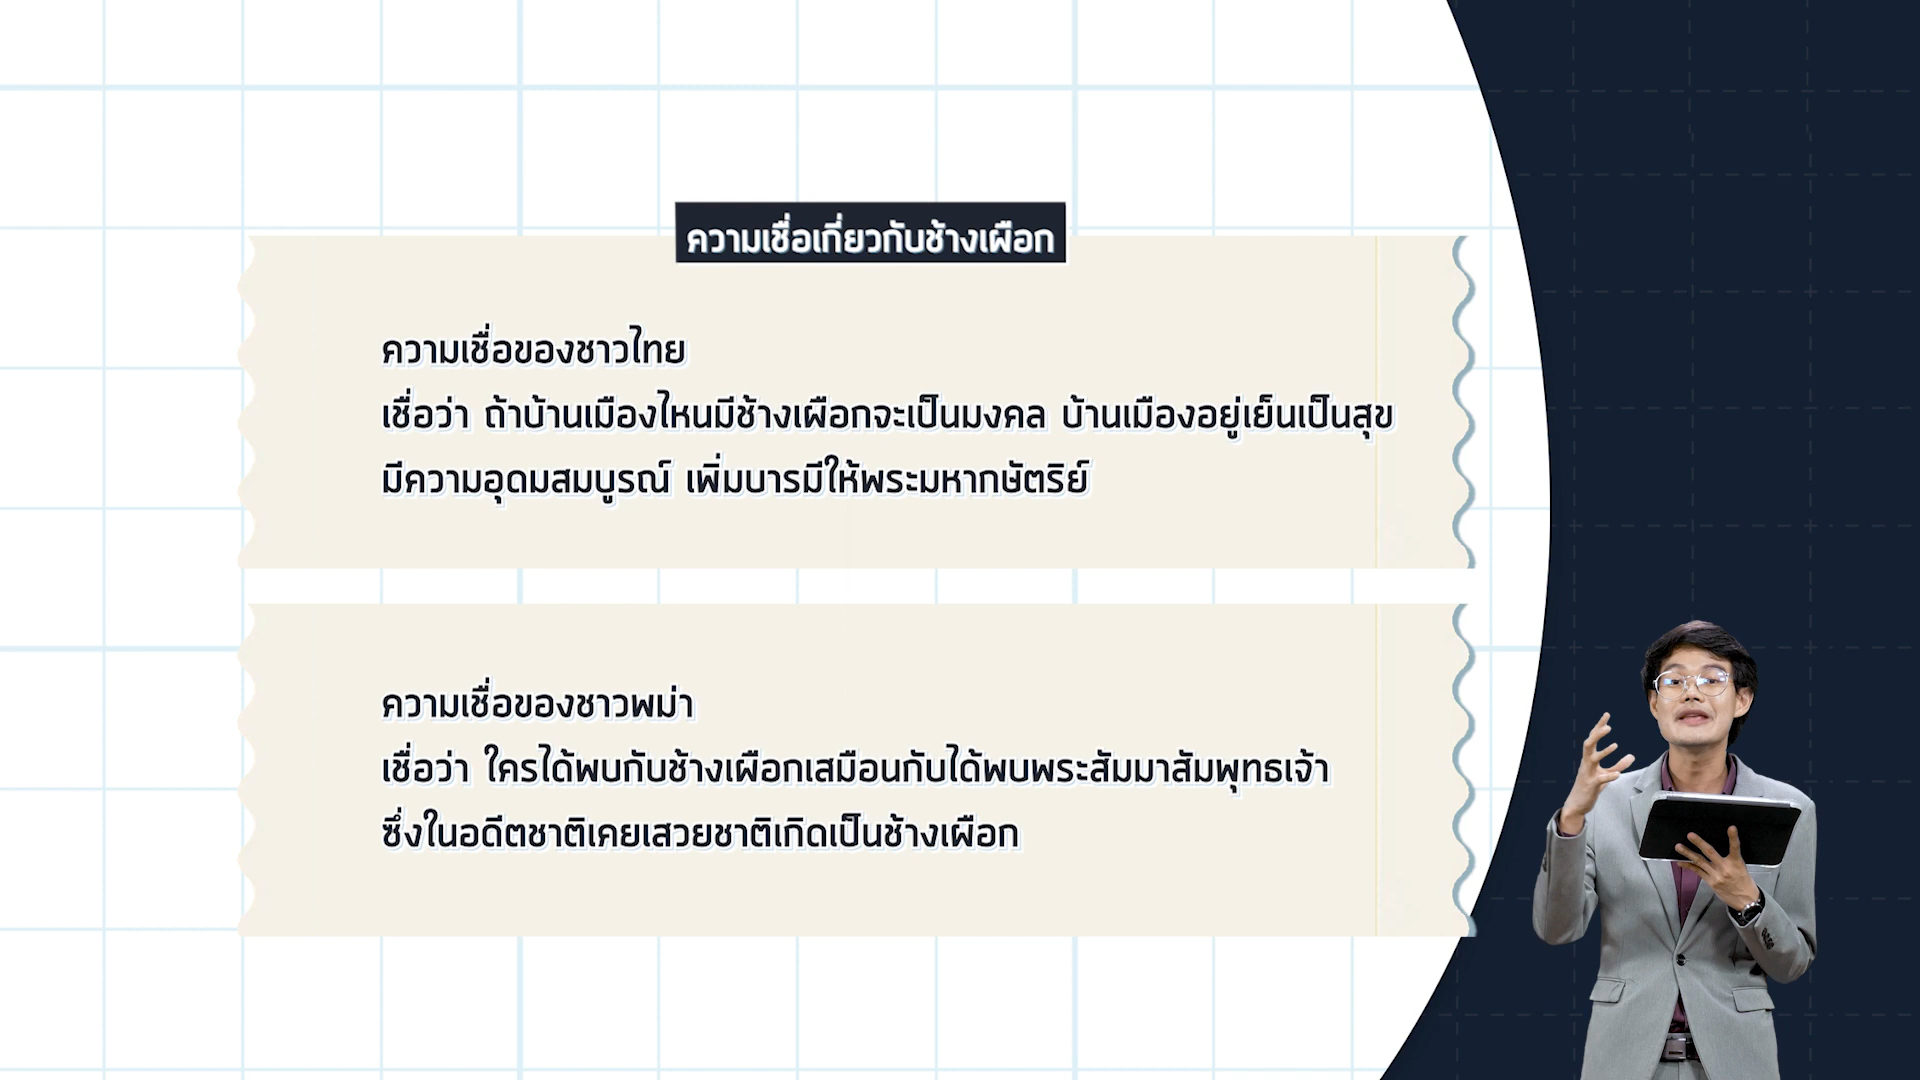 ความเชื่อเกี่ยวกับช้างเผือก
ความเชื่อของชาวไทย
เชื่อว่า ถ้าบ้านเมืองไหนมีช้างเผือกจะเป็นมงคล บ้านเมืองอยู่เย็นเป็นสุข
มีความอุดมสมบูรณ์ เพิ่มบารมีให้พระมหากษัตริย์
ความเชื่อของชาวพม่า
เชื่อว่า ใครได้พบกับช้างเผือกเสมือนกับได้พบพระสัมมาสัมพุทธเจ้า
ซึ่งในอดีตชาติเคยเสวยชาติเกิดเป็นช้างเผือก